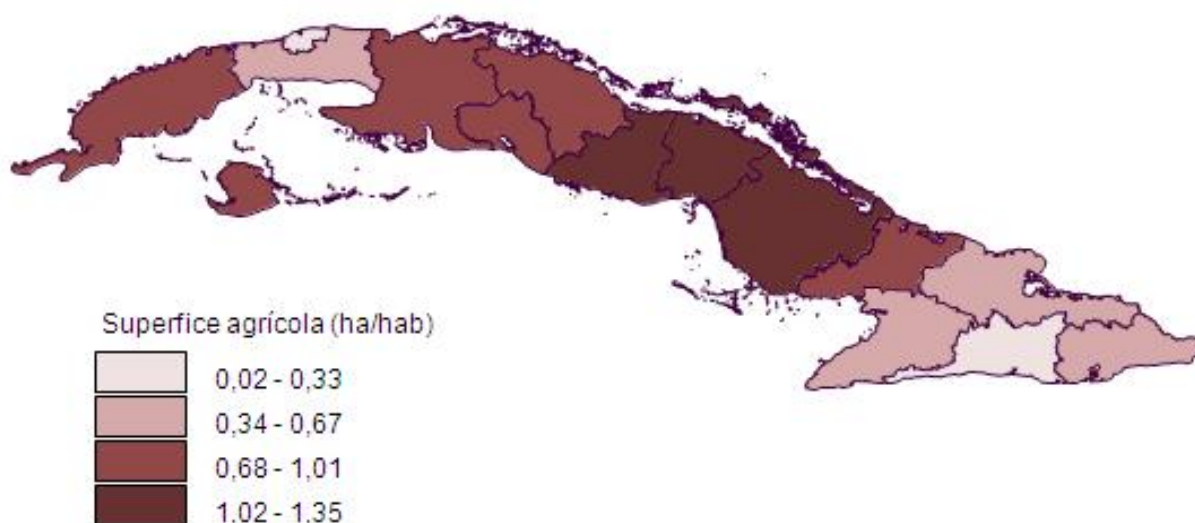 Superfice agrícola (ha/hab)
0,02 - 0,33
0,34 - 0,67
0,68 - 1,01
1,02 - 1,35